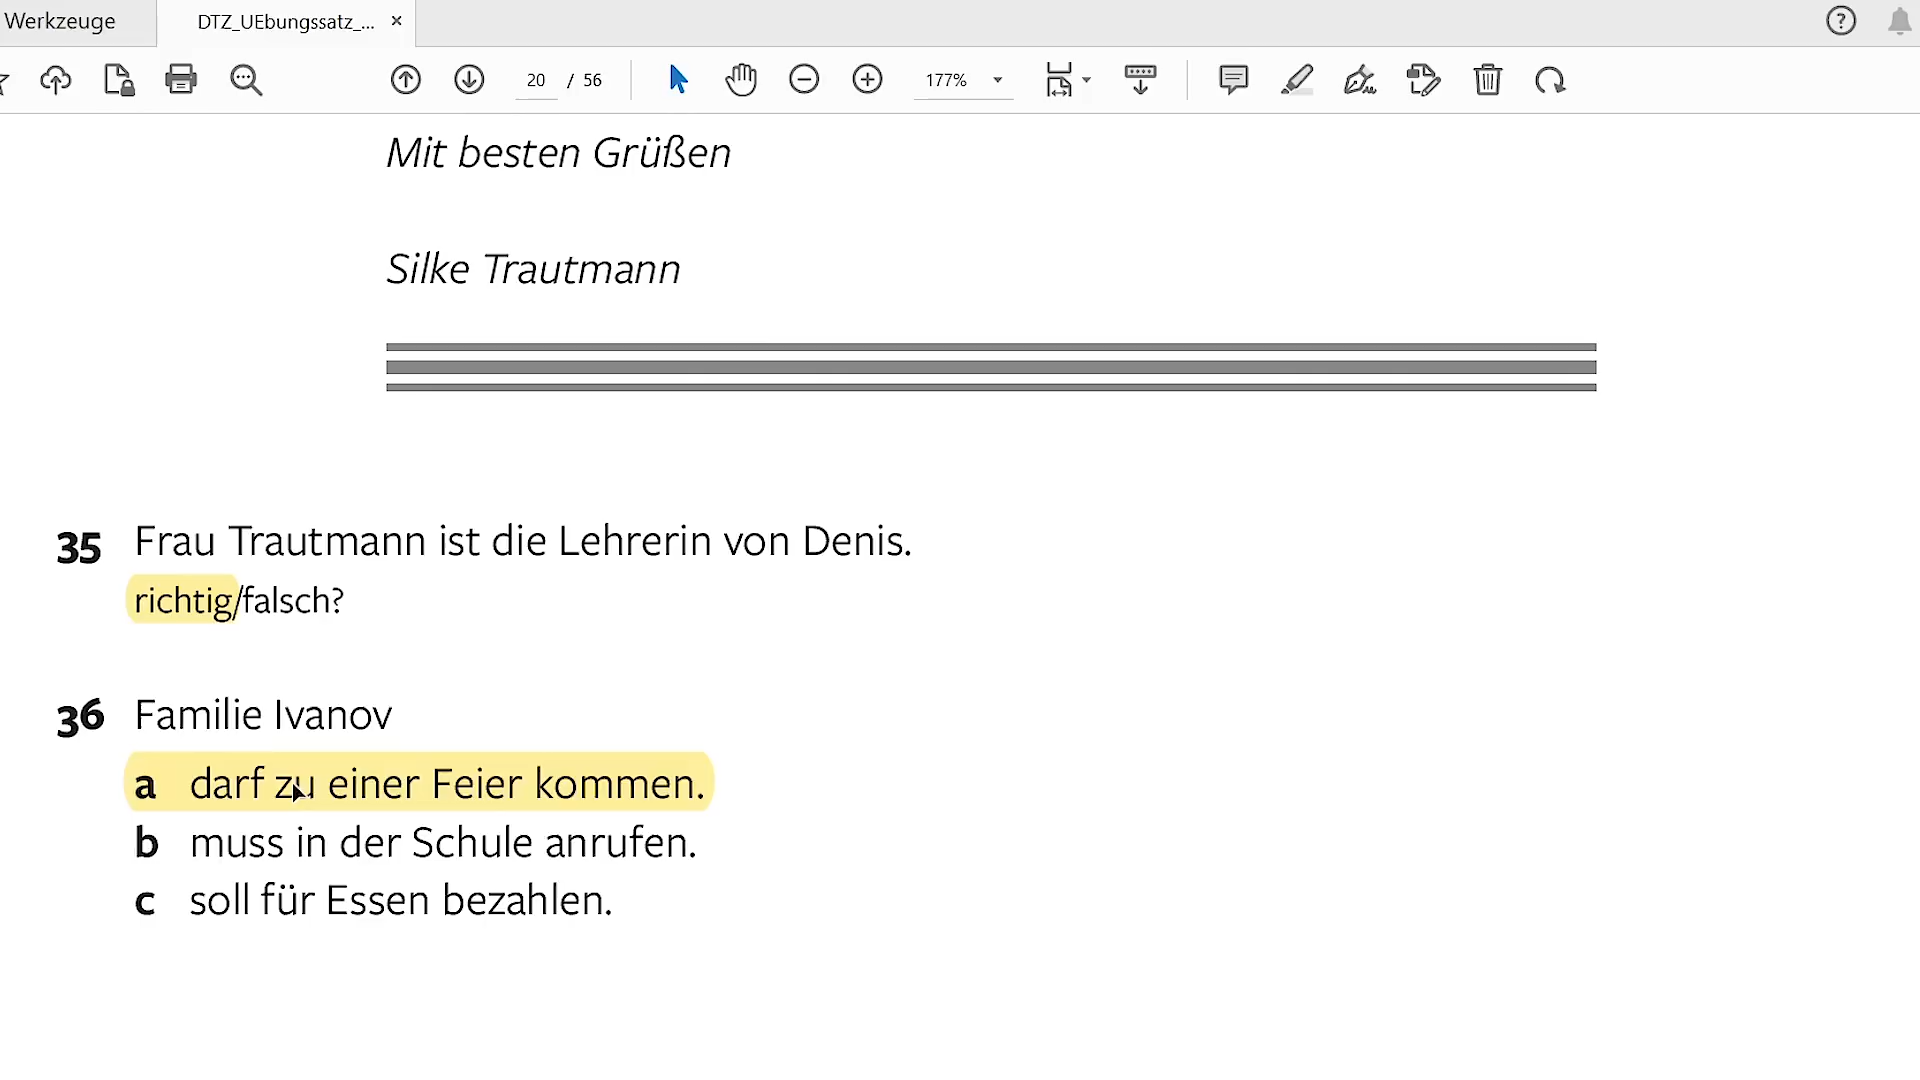 Werkzeuge
DTZ_UEbungssatz_... ×
20 / 56
177%
Mit besten Grüßen
Silke Trautmann
35 Frau Trautmann ist die Lehrerin von Denis.
richtig/falsch?
36 Familie Ivanov
a darf zu einer Feier kommen.
b muss in der Schule anrufen.
c soll für Essen bezahlen.